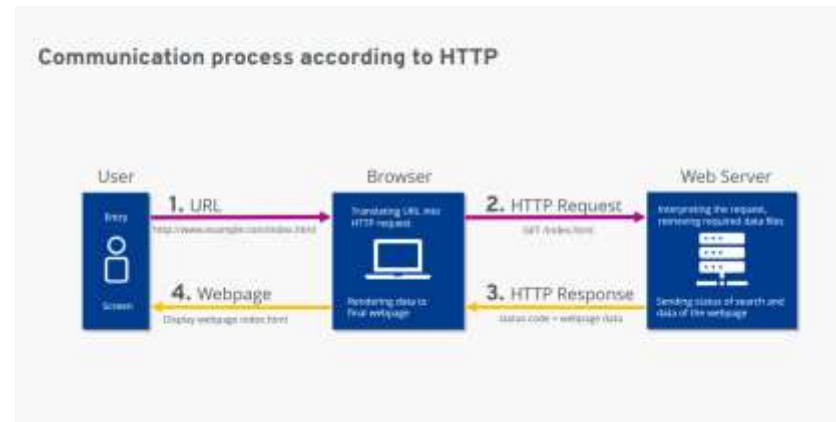 Communication process according to HTTP
User
Browser
Web Server
Entry
1. URL
http://www.example.com/index.html
Translating URL into
HTTP request
2. HTTP Request
GET /index.html
Interpreting the request,
retrieving required data files
Screen
4. Webpage
Display webpage index.html
Rendering data to
final webpage
3. HTTP Response
status code + webpage data
Sending status of search and
data of the webpage